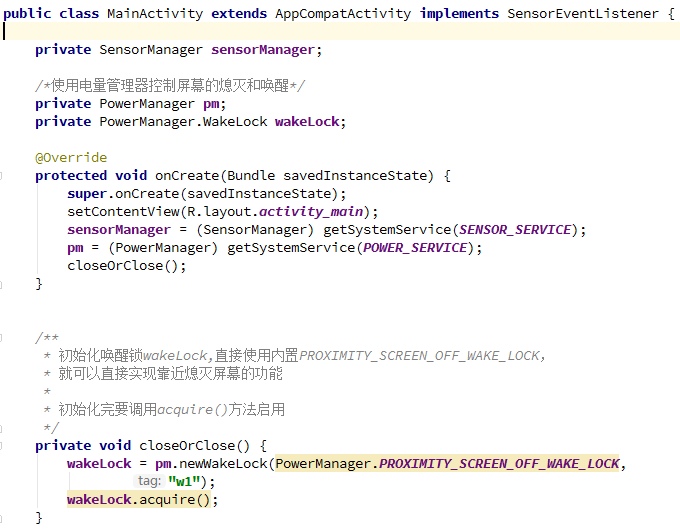 public class MainActivity extends AppCompatActivity implements SensorEventListener {
private SensorManager sensorManager;
/*使用电量管理器控制屏幕的熄灭和唤醒*/
private PowerManager pm;
private PowerManager.WakeLock wakeLock;
@Override
protected void onCreate(Bundle savedInstanceState) {
super.onCreate(savedInstanceState);
setContentView(R.layout.activity_main);
sensorManager = (SensorManager) getSystemService(SENSOR_SERVICE);
pm = (PowerManager) getSystemService(POWER_SERVICE);
closeOrClose();
}
/**
* 初始化唤醒锁wakeLock,直接使用内置PROXIMITY_SCREEN_OFF_WAKE_LOCK,
* 就可以直接实现靠近熄灭屏幕的功能
*
* 初始化完要调用acquire()方法启用
*/
private void closeOrClose() {
wakeLock = pm.newWakeLock(PowerManager.PROXIMITY_SCREEN_OFF_WAKE_LOCK,
tag: "w1");
wakeLock.acquire();
}